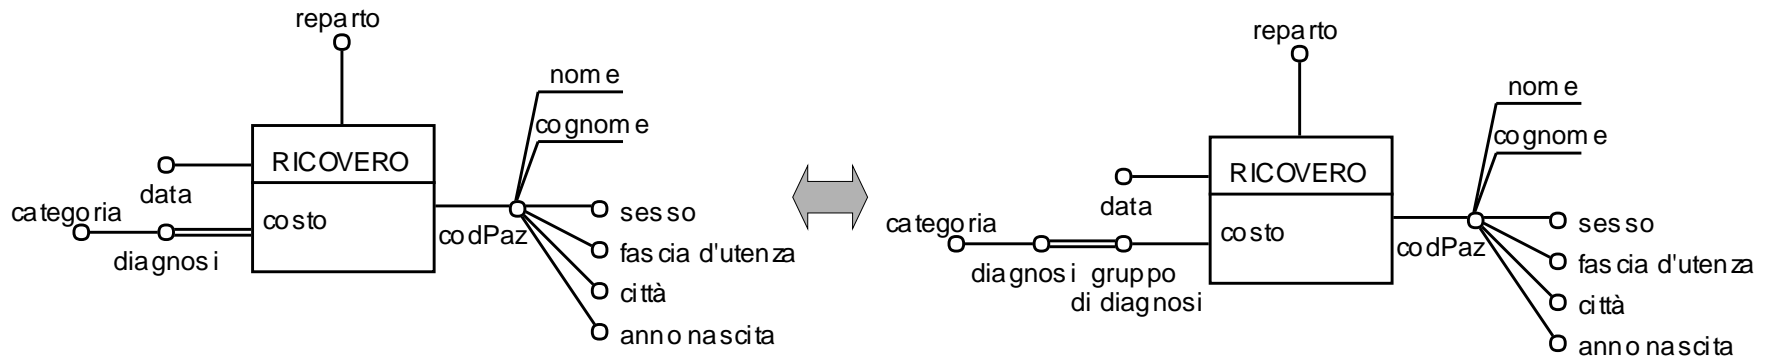 reparto
nome
cognome
RICOVERO
data
costo
categoria
diagnosi
codPaz
sesso
fascia d'utenza
città
anno nascita
reparto
nome
cognome
RICOVERO
data
costo
categoria
diagnosi
gruppo
di diagnosi
codPaz
sesso
fascia d'utenza
città
anno nascita